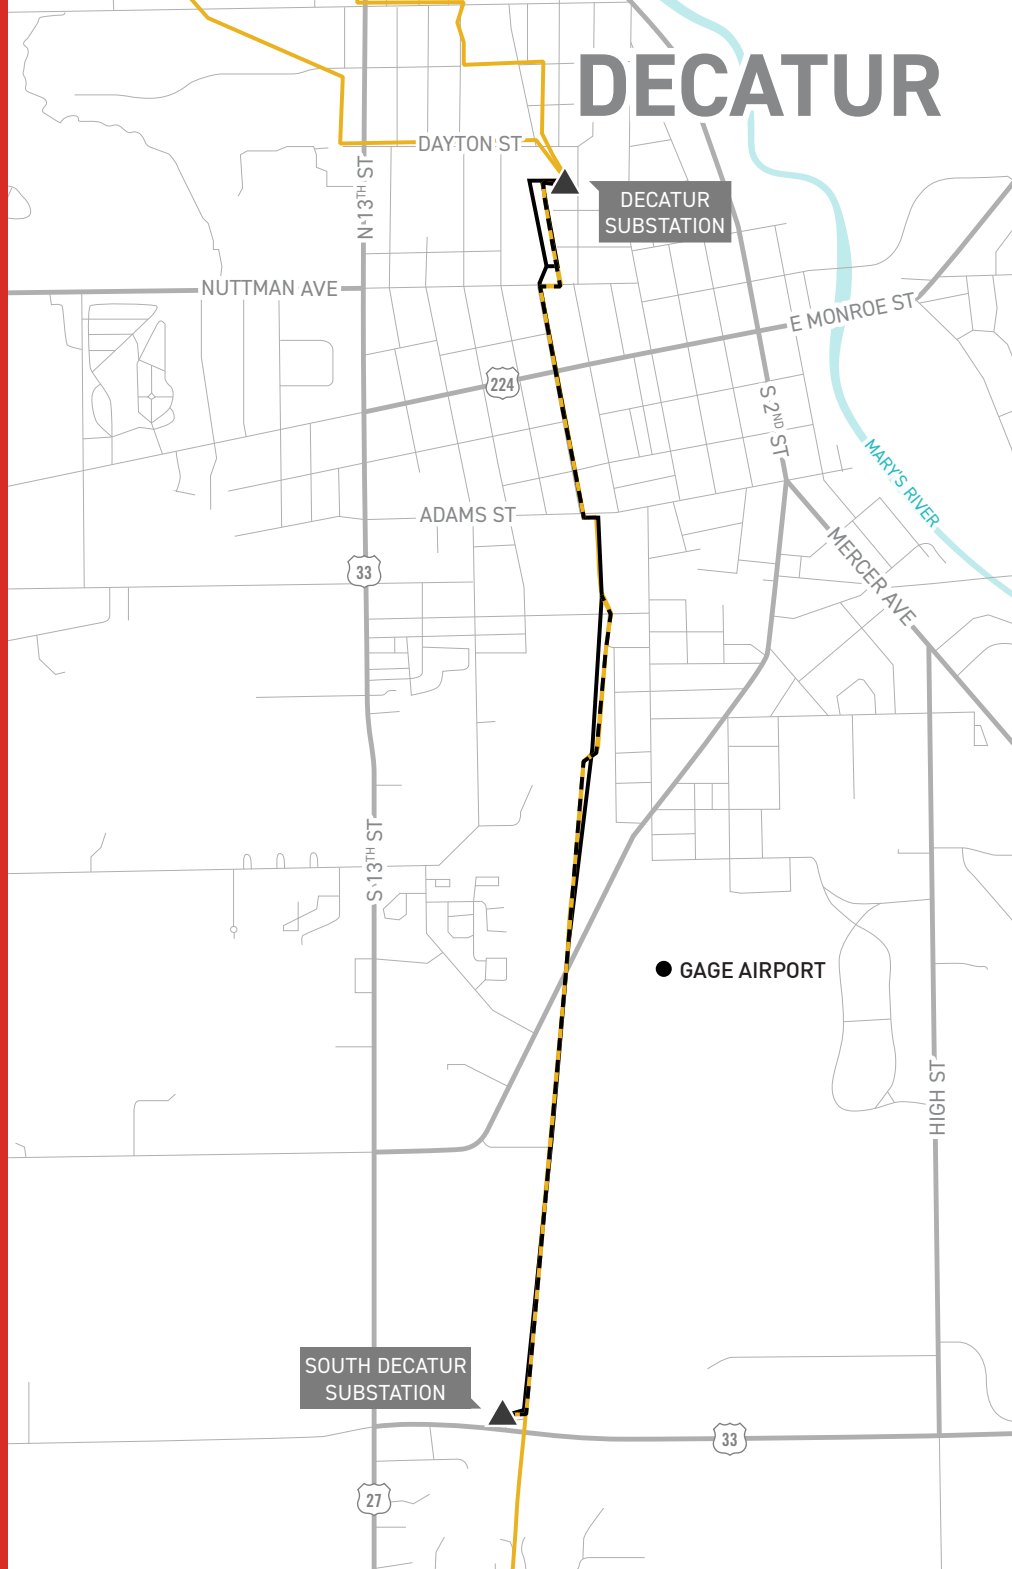 DECATUR
DAYTON ST
N 13TH ST
DECATUR
SUBSTATION
NUTTMAN AVE
E MONROE ST
224
S 2ND ST
MARY'S RIVER
ADAMS ST
MERCER AVE
33
S 13TH ST
GAGE AIRPORT
HIGH ST
SOUTH DECATUR
SUBSTATION
33
27